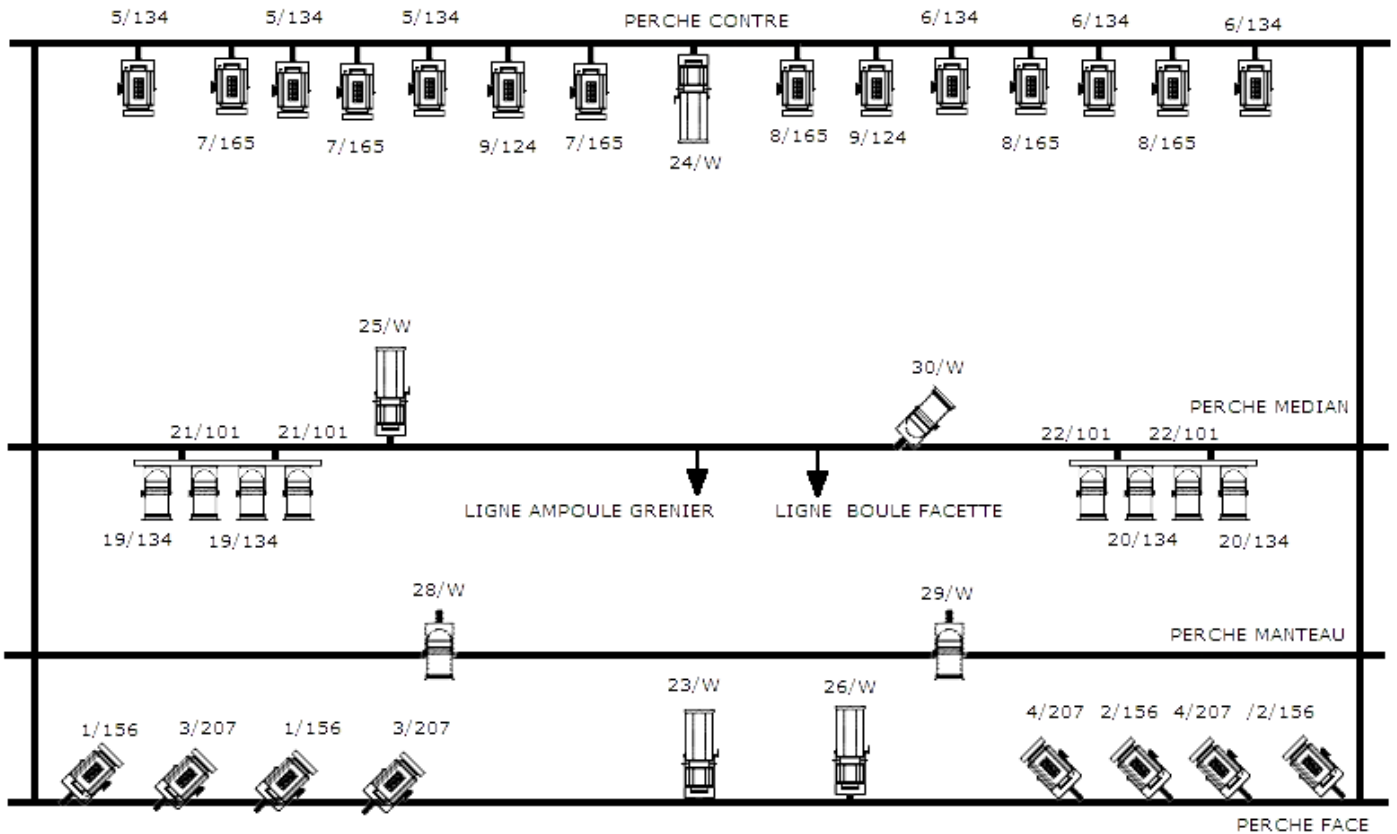 5/134 5/134 5/134 PERCHE CONTRE 6/134 6/134 6/134
7/165 7/165 9/124 7/165 24/W 8/165 9/124 8/165 8/165
25/W
30/W
PERCHE MEDIAN
21/101 21/101 22/101 22/101
LIGNE AMPOULE GRENIER LIGNE BOULE FACETTE
19/134 19/134 20/134 20/134
28/W 29/W
PERCHE MANTEAU
23/W 26/W
1/156 3/207 1/156 3/207 4/207 2/156 4/207 /2/156
PERCHE FACE